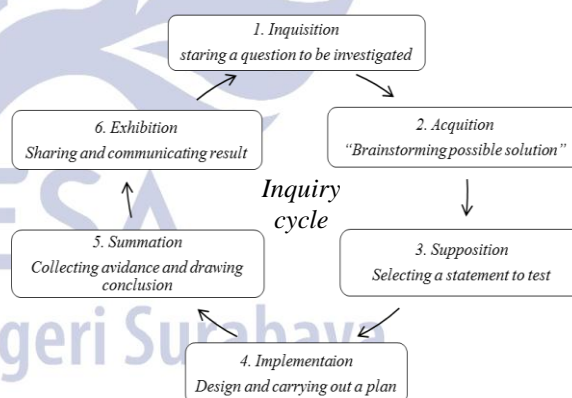 1. Inquisition
staring a question to be investigated
2. Acquition
“Brainstorming possible solution”
3. Supposition
Selecting a statement to test
4. Implementaion
Design and carrying out a plan
5. Summation
Collecting avidance and drawing
conclusion
6. Exhibition
Sharing and communicating result
Inquiry
cycle
ESA
geri Surabaya